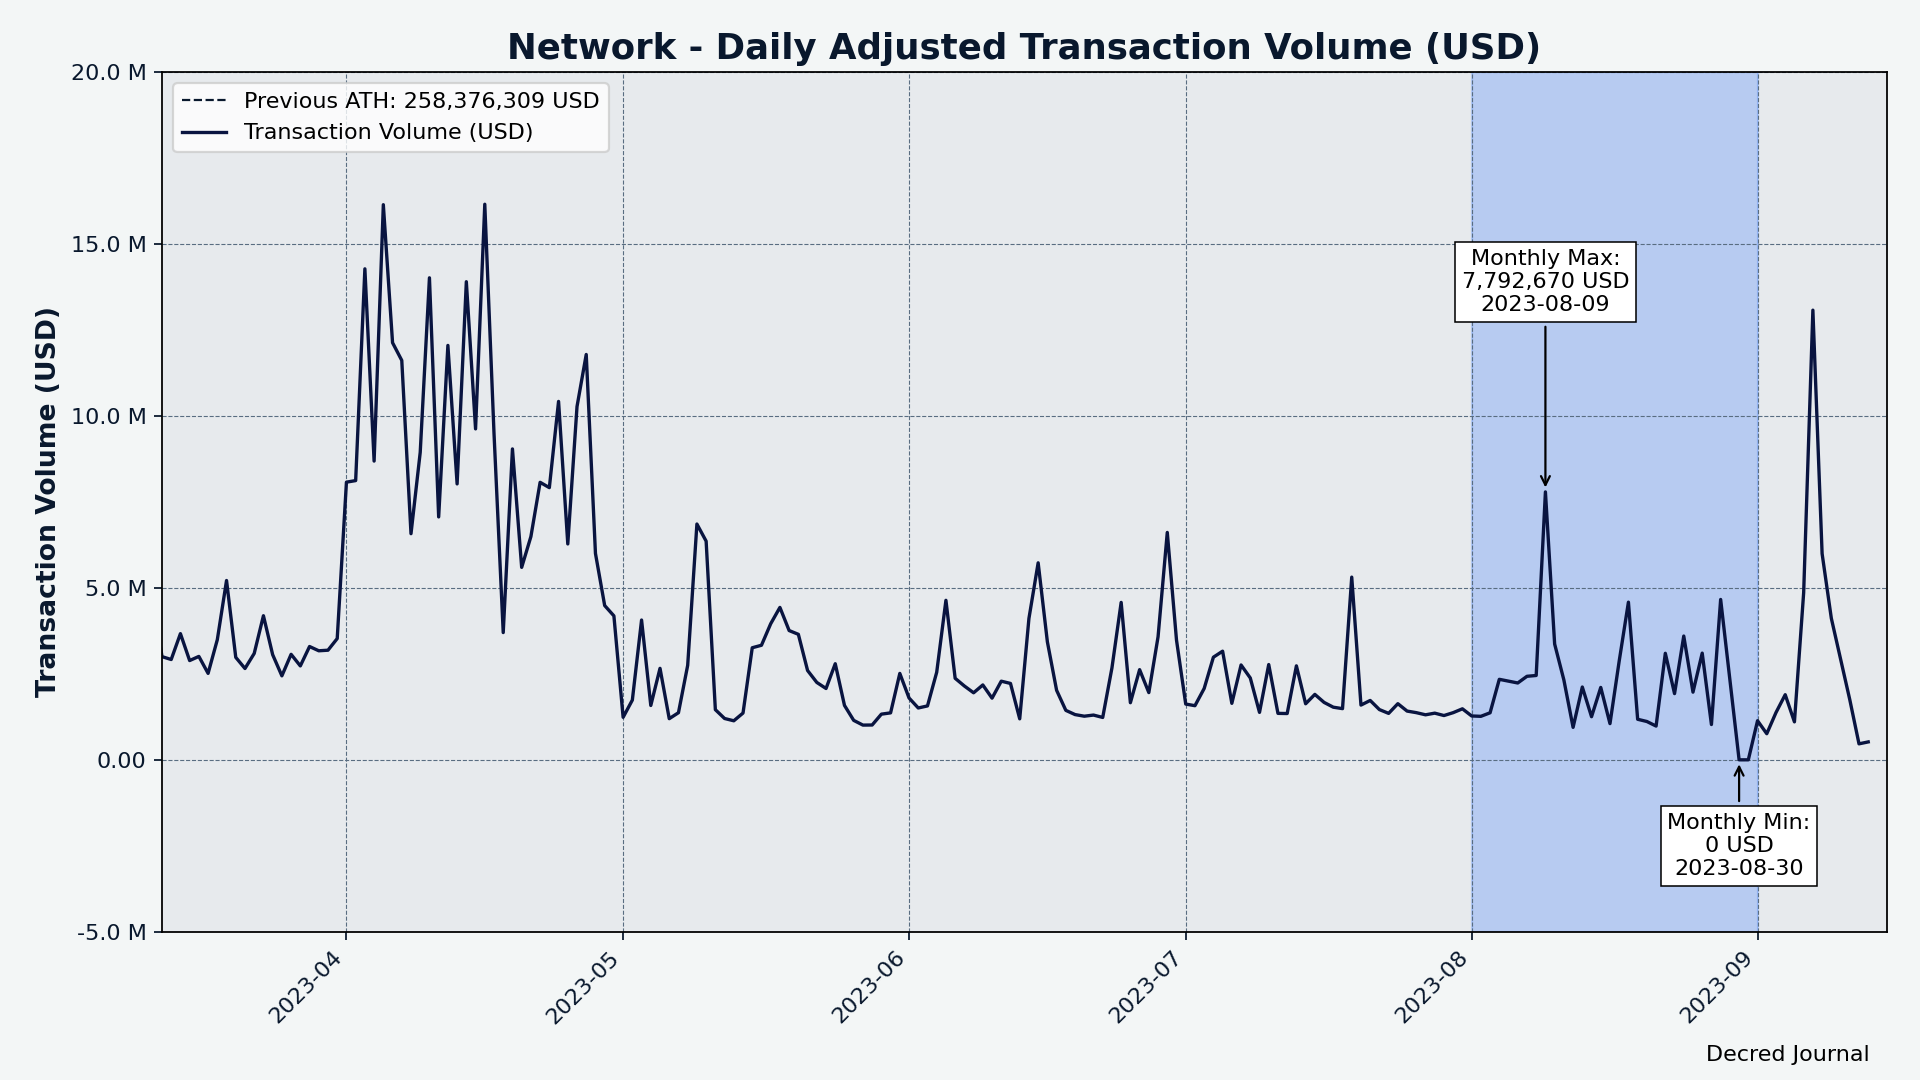 Network - Daily Adjusted Transaction Volume (USD)
Previous ATH: 258,376,309 USD
Transaction Volume (USD)
Transaction Volume (USD)
20.0 M
15.0 M
10.0 M
5.0 M
0.00
-5.0 M
Monthly Max:
7,792,670 USD
2023-08-09
Monthly Min:
0 USD
2023-08-30
2023-04
2023-05
2023-06
2023-07
2023-08
2023-09
Decred Journal